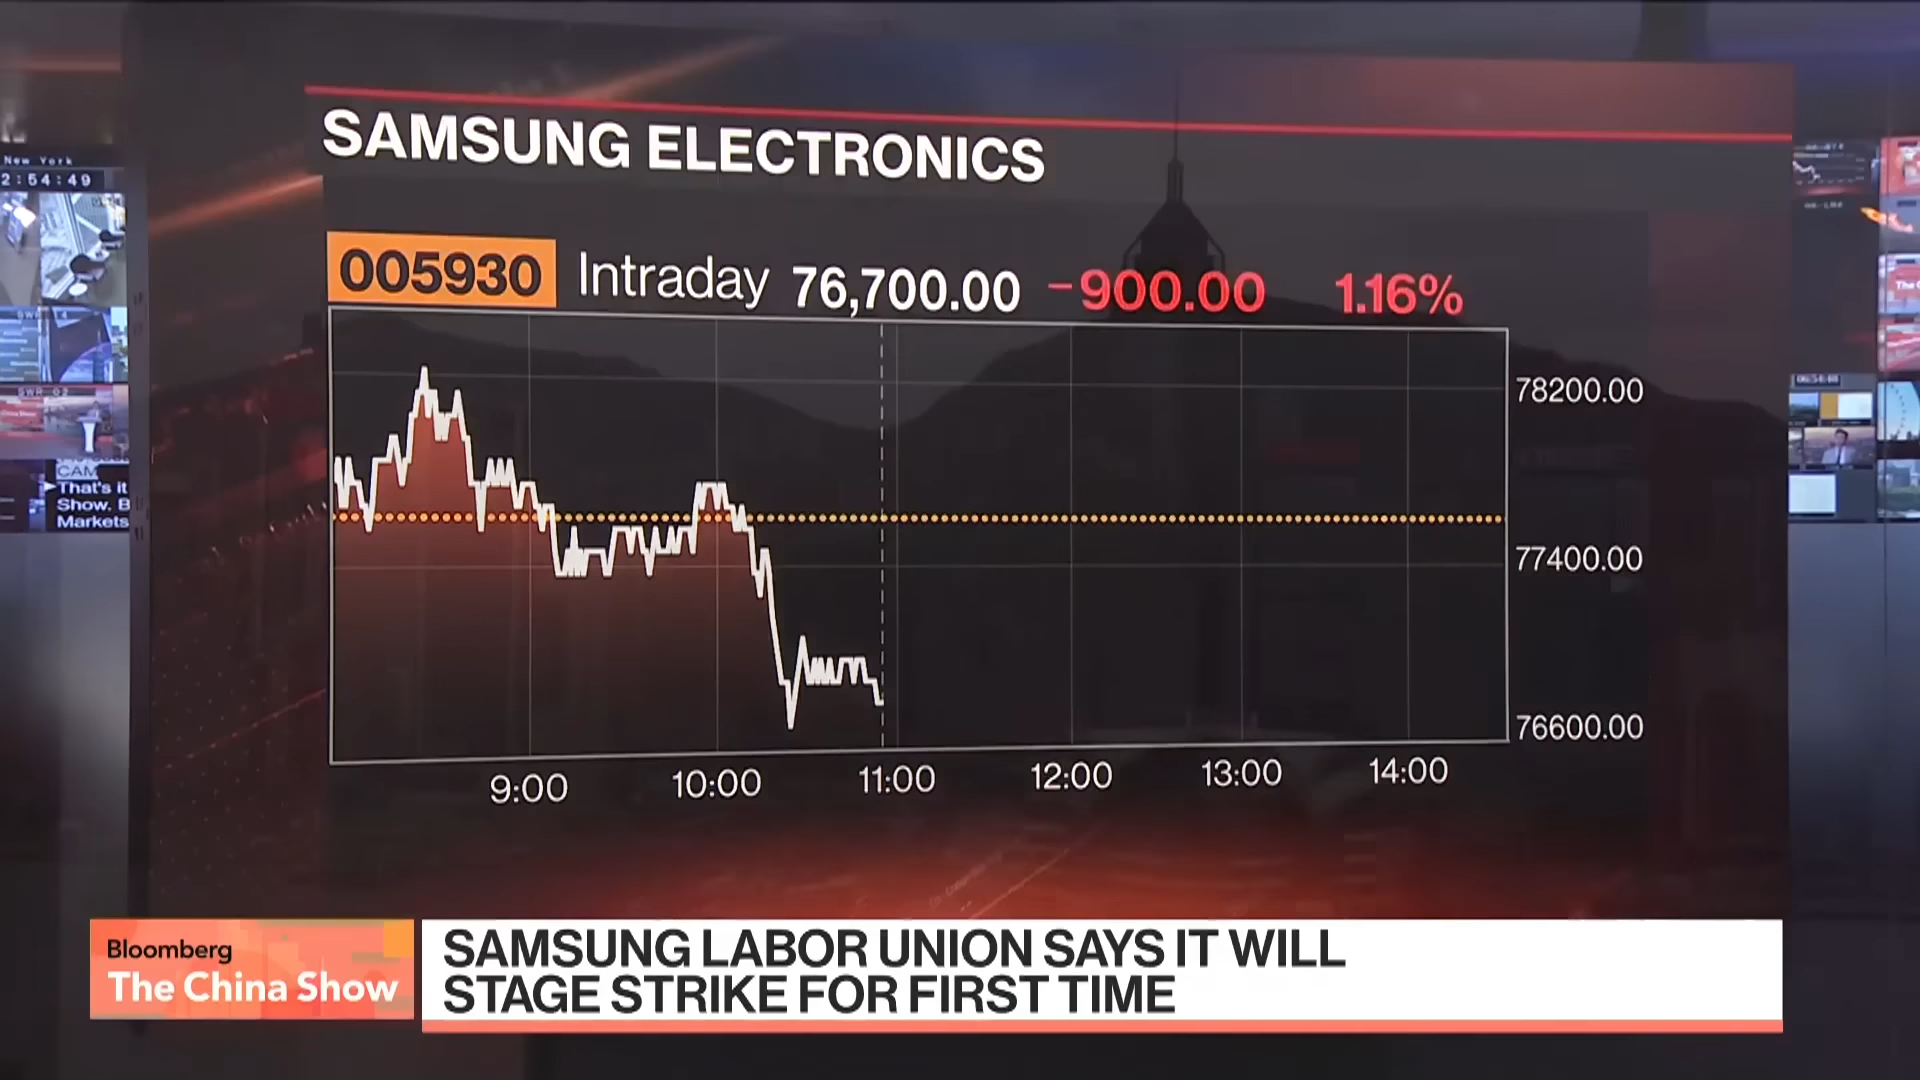 New York
2:54:49
SAMSUNG ELECTRONICS
005930 Intraday 76,700.00 -900.00 1.16%
78200.00
77400.00
76600.00
9:00 10:00 11:00 12:00 13:00 14:00
CAM
That's it
Show. B
Markets
Bloomberg
The China Show
SAMSUNG LABOR UNION SAYS IT WILL
STAGE STRIKE FOR FIRST TIME